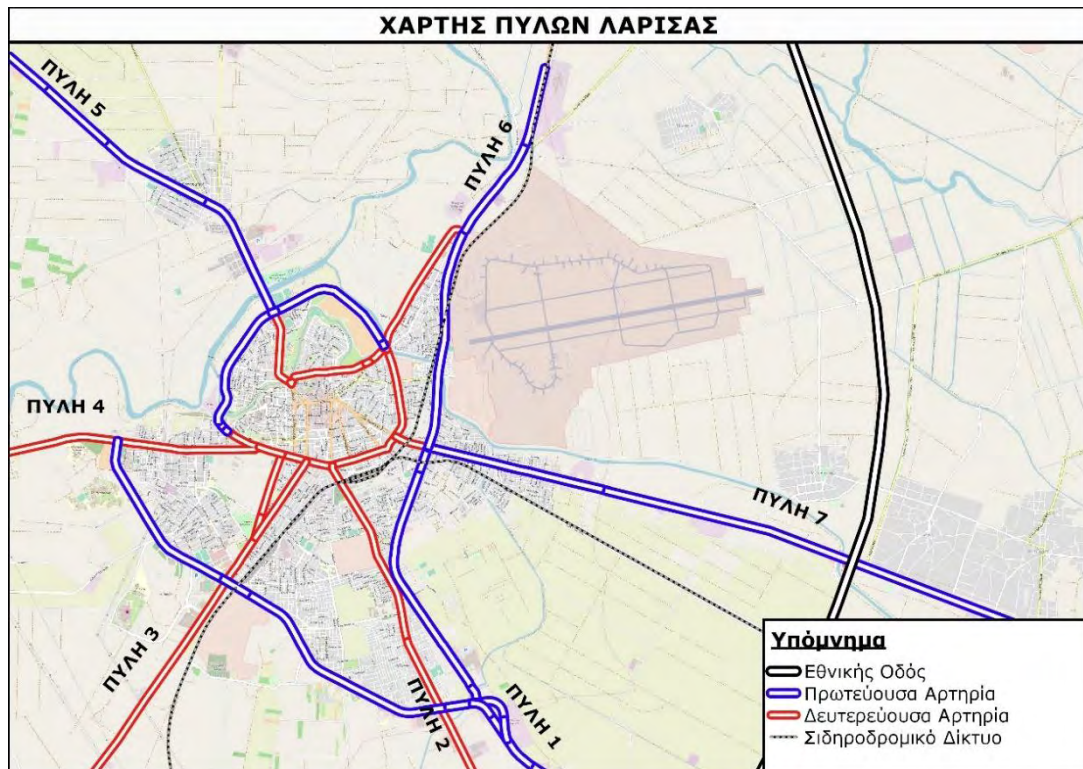 ΧΑΡΤΗΣ ΠΥΛΩΝ ΛΑΡΙΣΑΣ
ΠΥΛΗ 5
ΠΥΛΗ 6
ΠΥΛΗ 4
ΠΥΛΗ 7
ΠΥΛΗ 3
ΠΥΛΗ 2
ΠΥΛΗ 1
Υπόμνημα
Εθνικής Οδός
Πρωτεύουσα Αρτηρία
Δευτερεύουσα Αρτηρία
Σιδηροδρομικό Δίκτυο